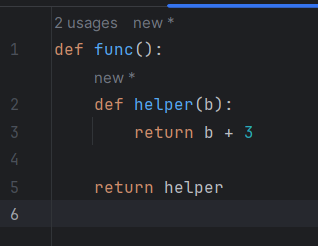 2 usages new *
1 def func():
new *
2 def helper(b):
3 return b + 3
4
5 return helper
6